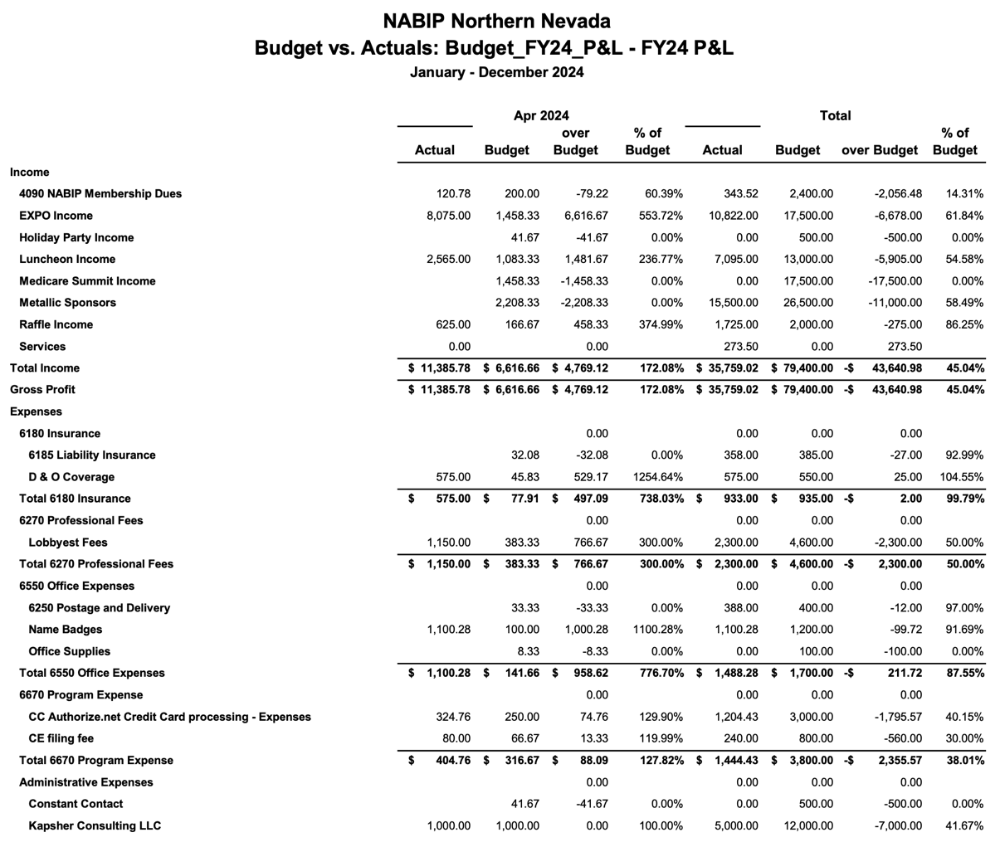 NABIP Northern Nevada
Budget vs. Actuals: Budget_FY24_P&L - FY24 P&L
January - December 2024
Apr 2024 Total
over % of % of
Actual Budget Budget Budget Actual Budget over Budget Budget
Income
4090 NABIP Membership Dues 120.78 200.00 -79.22 60.39% 343.52 2,400.00 -2,056.48 14.31%
EXPO Income 8,075.00 1,458.33 6,616.67 553.72% 10,822.00 17,500.00 -6,678.00 61.84%
Holiday Party Income 41.67 -41.67 0.00% 0.00 500.00 -500.00 0.00%
Luncheon Income 2,565.00 1,083.33 1,481.67 236.77% 7,095.00 13,000.00 -5,905.00 54.58%
Medicare Summit Income 1,458.33 -1,458.33 0.00% 0.00 17,500.00 -17,500.00 0.00%
Metallic Sponsors 2,208.33 -2,208.33 0.00% 15,500.00 26,500.00 -11,000.00 58.49%
Raffle Income 625.00 166.67 458.33 374.99% 1,725.00 2,000.00 -275.00 86.25%
Services 0.00 0.00 273.50 0.00 273.50
Total Income $ 11,385.78 $ 6,616.66 $ 4,769.12 172.08% $ 35,759.02 $ 79,400.00 -$ 43,640.98 45.04%
Gross Profit $ 11,385.78 $ 6,616.66 $ 4,769.12 172.08% $ 35,759.02 $ 79,400.00 -$ 43,640.98 45.04%
Expenses
6180 Insurance 0.00 0.00 0.00 0.00
6185 Liability Insurance 32.08 -32.08 0.00% 358.00 385.00 -27.00 92.99%
D & O Coverage 575.00 45.83 529.17 1254.64% 575.00 550.00 25.00 104.55%
Total 6180 Insurance $ 575.00 $ 77.91 $ 497.09 738.03% $ 933.00 $ 935.00 -$ 2.00 99.79%
6270 Professional Fees 0.00 0.00 0.00 0.00
Lobbyest Fees 1,150.00 383.33 766.67 300.00% 2,300.00 4,600.00 -2,300.00 50.00%
Total 6270 Professional Fees $ 1,150.00 $ 383.33 $ 766.67 300.00% $ 2,300.00 $ 4,600.00 -$ 2,300.00 50.00%
6550 Office Expenses 0.00 0.00 0.00 0.00
6250 Postage and Delivery 33.33 -33.33 0.00% 388.00 400.00 -12.00 97.00%
Name Badges 1,100.28 100.00 1,000.28 1100.28% 1,100.28 1,200.00 -99.72 91.69%
Office Supplies 8.33 -8.33 0.00% 0.00 100.00 -100.00 0.00%
Total 6550 Office Expenses $ 1,100.28 $ 141.66 $ 958.62 776.70% $ 1,488.28 $ 1,700.00 -$ 211.72 87.55%
6670 Program Expense 0.00 0.00 0.00 0.00
CC Authorize.net Credit Card processing - Expenses 324.76 250.00 74.76 129.90% 1,204.43 3,000.00 -1,795.57 40.15%
CE filing fee 80.00 66.67 13.33 119.99% 240.00 800.00 -560.00 30.00%
Total 6670 Program Expense $ 404.76 $ 316.67 $ 88.09 127.82% $ 1,444.43 $ 3,800.00 -$ 2,355.57 38.01%
Administrative Expenses 0.00 0.00 0.00 0.00
Constant Contact 41.67 -41.67 0.00% 0.00 500.00 -500.00 0.00%
Kapsher Consulting LLC 1,000.00 1,000.00 0.00 100.00% 5,000.00 12,000.00 -7,000.00 41.67%